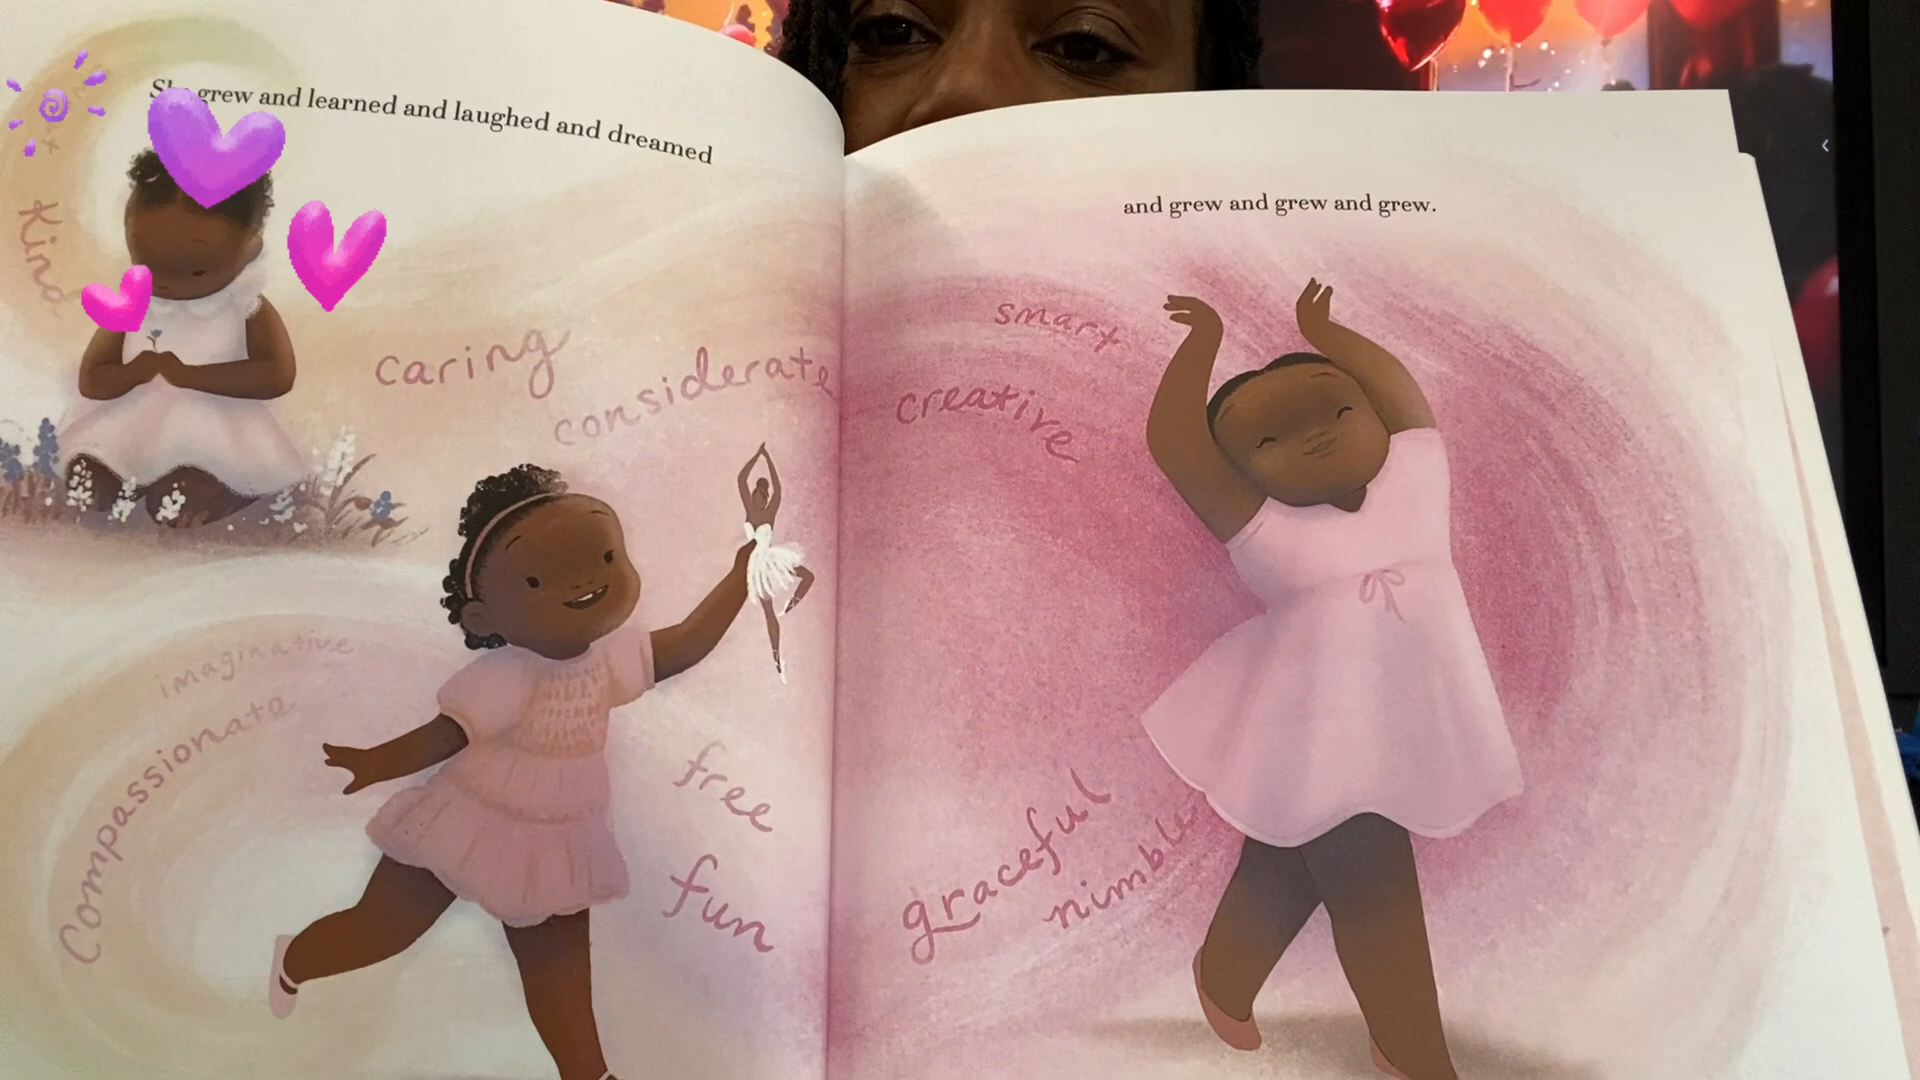 She grew and learned and laughed and dreamed
Kind
caring
considerate
imaginative
Compassionate
free
fun
and grew and grew and grew.
smart
creative
graceful
nimble